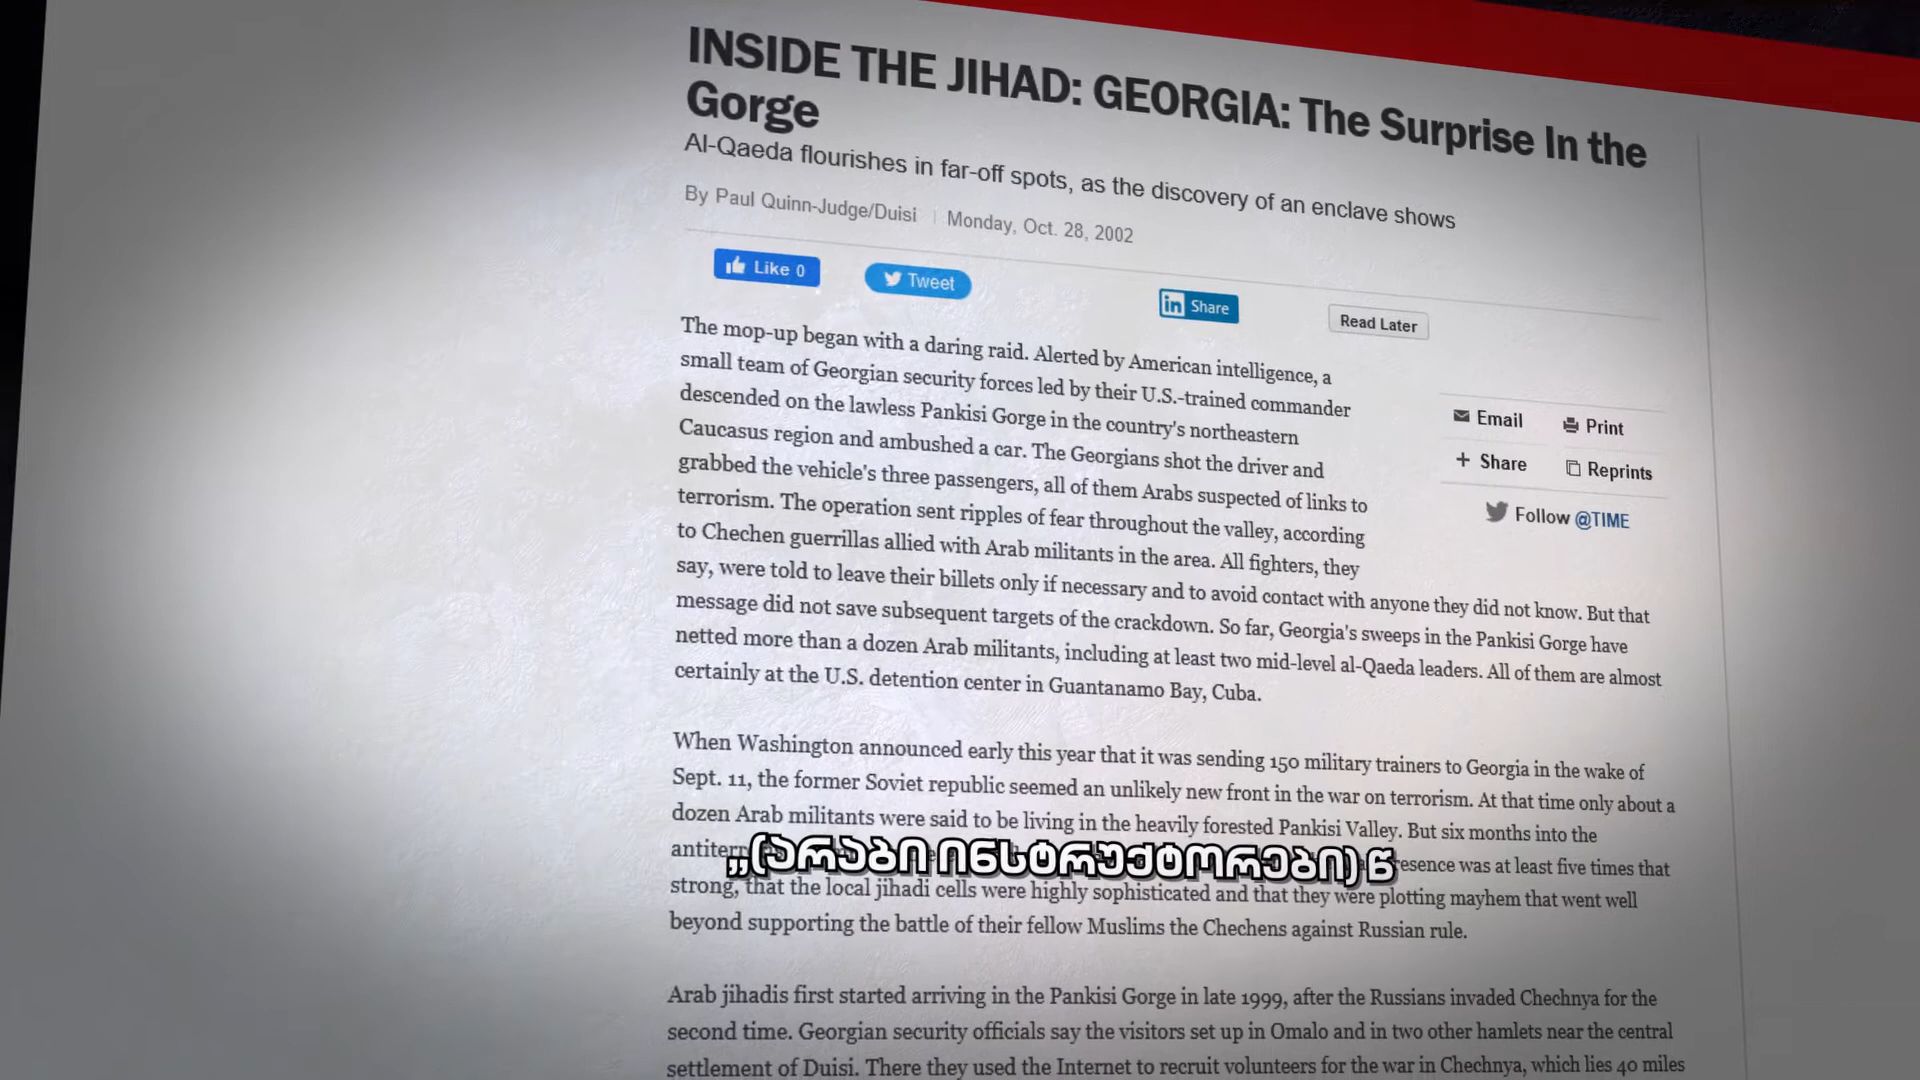 INSIDE THE JIHAD: GEORGIA: The Surprise In the
Gorge
Al-Qaeda flourishes in far-off spots, as the discovery of an enclave shows
By Paul Quinn-Judge/Duisi | Monday, Oct. 28, 2002
Like 0
Tweet
in Share
Read Later
The mop-up began with a daring raid. Alerted by American intelligence, a
small team of Georgian security forces led by their U.S.-trained commander
descended on the lawless Pankisi Gorge in the country's northeastern
Caucasus region and ambushed a car. The Georgians shot the driver and
grabbed the vehicle's three passengers, all of them Arabs suspected of links to
terrorism. The operation sent ripples of fear throughout the valley, according
to Chechen guerrillas allied with Arab militants in the area. All fighters, they
say, were told to leave their billets only if necessary and to avoid contact with anyone they did not know. But that
message did not save subsequent targets of the crackdown. So far, Georgia's sweeps in the Pankisi Gorge have
netted more than a dozen Arab militants, including at least two mid-level al-Qaeda leaders. All of them are almost
certainly at the U.S. detention center in Guantanamo Bay, Cuba.
Email
Print
+ Share
Reprints
Follow @TIME
When Washington announced early this year that it was sending 150 military trainers to Georgia in the wake of
Sept. 11, the former Soviet republic seemed an unlikely new front in the war on terrorism. At that time only about a
dozen Arab militants were said to be living in the heavily forested Pankisi Valley. But six months into the
was at least five times that
„(არაბი ინსტრუქტორები) წ
strong, that the local jihadi cells were highly sophisticated and that they were plotting mayhem that went well
beyond supporting the battle of their fellow Muslims the Chechens against Russian rule.
Arab jihadis first started arriving in the Pankisi Gorge in late 1999, after the Russians invaded Chechnya for the
second time. Georgian security officials say the visitors set up in Omalo and in two other hamlets near the central
settlement of Duisi. There they used the Internet to recruit volunteers for the war in Chechnya, which lies 40 miles